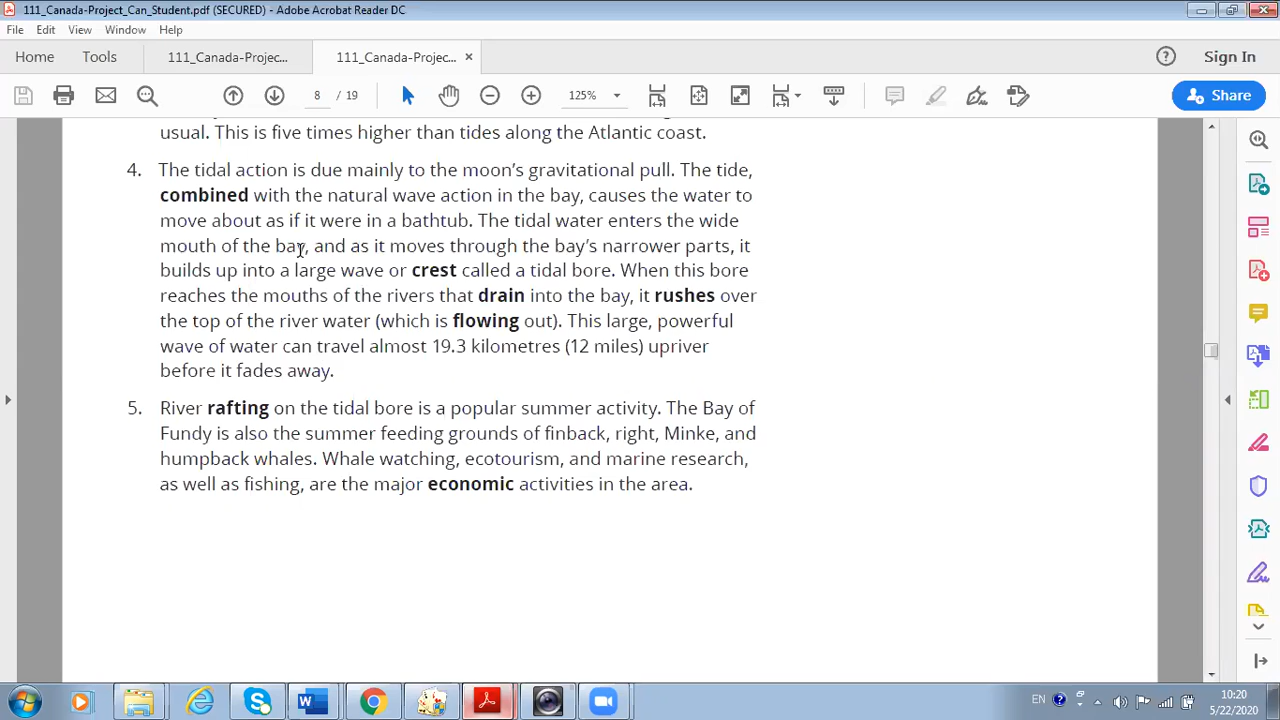 111_Canada-Project_Can_Student.pdf (SECURED) - Adobe Acrobat Reader DC
File Edit View Window Help
Home Tools 111_Canada-Projec... 111_Canada-Projec... × Sign In
8 / 19 125% Share
usual. This is five times higher than tides along the Atlantic coast.
4. The tidal action is due mainly to the moon's gravitational pull. The tide,
combined with the natural wave action in the bay, causes the water to
move about as if it were in a bathtub. The tidal water enters the wide
mouth of the bay, and as it moves through the bay's narrower parts, it
builds up into a large wave or crest called a tidal bore. When this bore
reaches the mouths of the rivers that drain into the bay, it rushes over
the top of the river water (which is flowing out). This large, powerful
wave of water can travel almost 19.3 kilometres (12 miles) upriver
before it fades away.
5. River rafting on the tidal bore is a popular summer activity. The Bay of
Fundy is also the summer feeding grounds of finback, right, Minke, and
humpback whales. Whale watching, ecotourism, and marine research,
as well as fishing, are the major economic activities in the area.
EN 10:20
5/22/2020